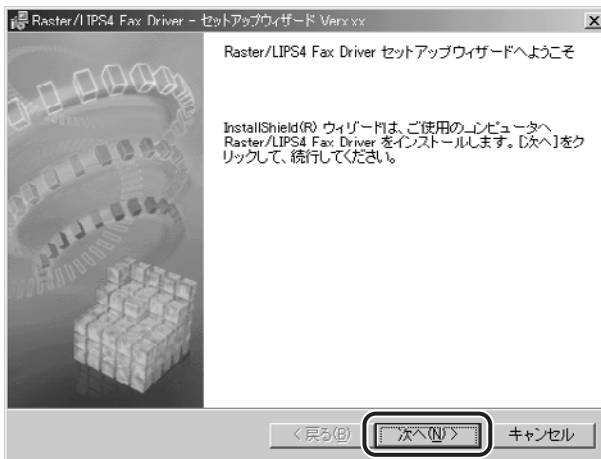 Raster/LIPS4 Fax Driver - セットアップウィザード Ver.x.xx
Raster/LIPS4 Fax Driver セットアップウィザードへようこそ
InstallShield(R) ウィザードは、ご使用のコンピュータへ
Raster/LIPS4 Fax Driver をインストールします。[次へ]をク
リックして、続行してください。
< 戻る(B)
次へ(N) >
キャンセル